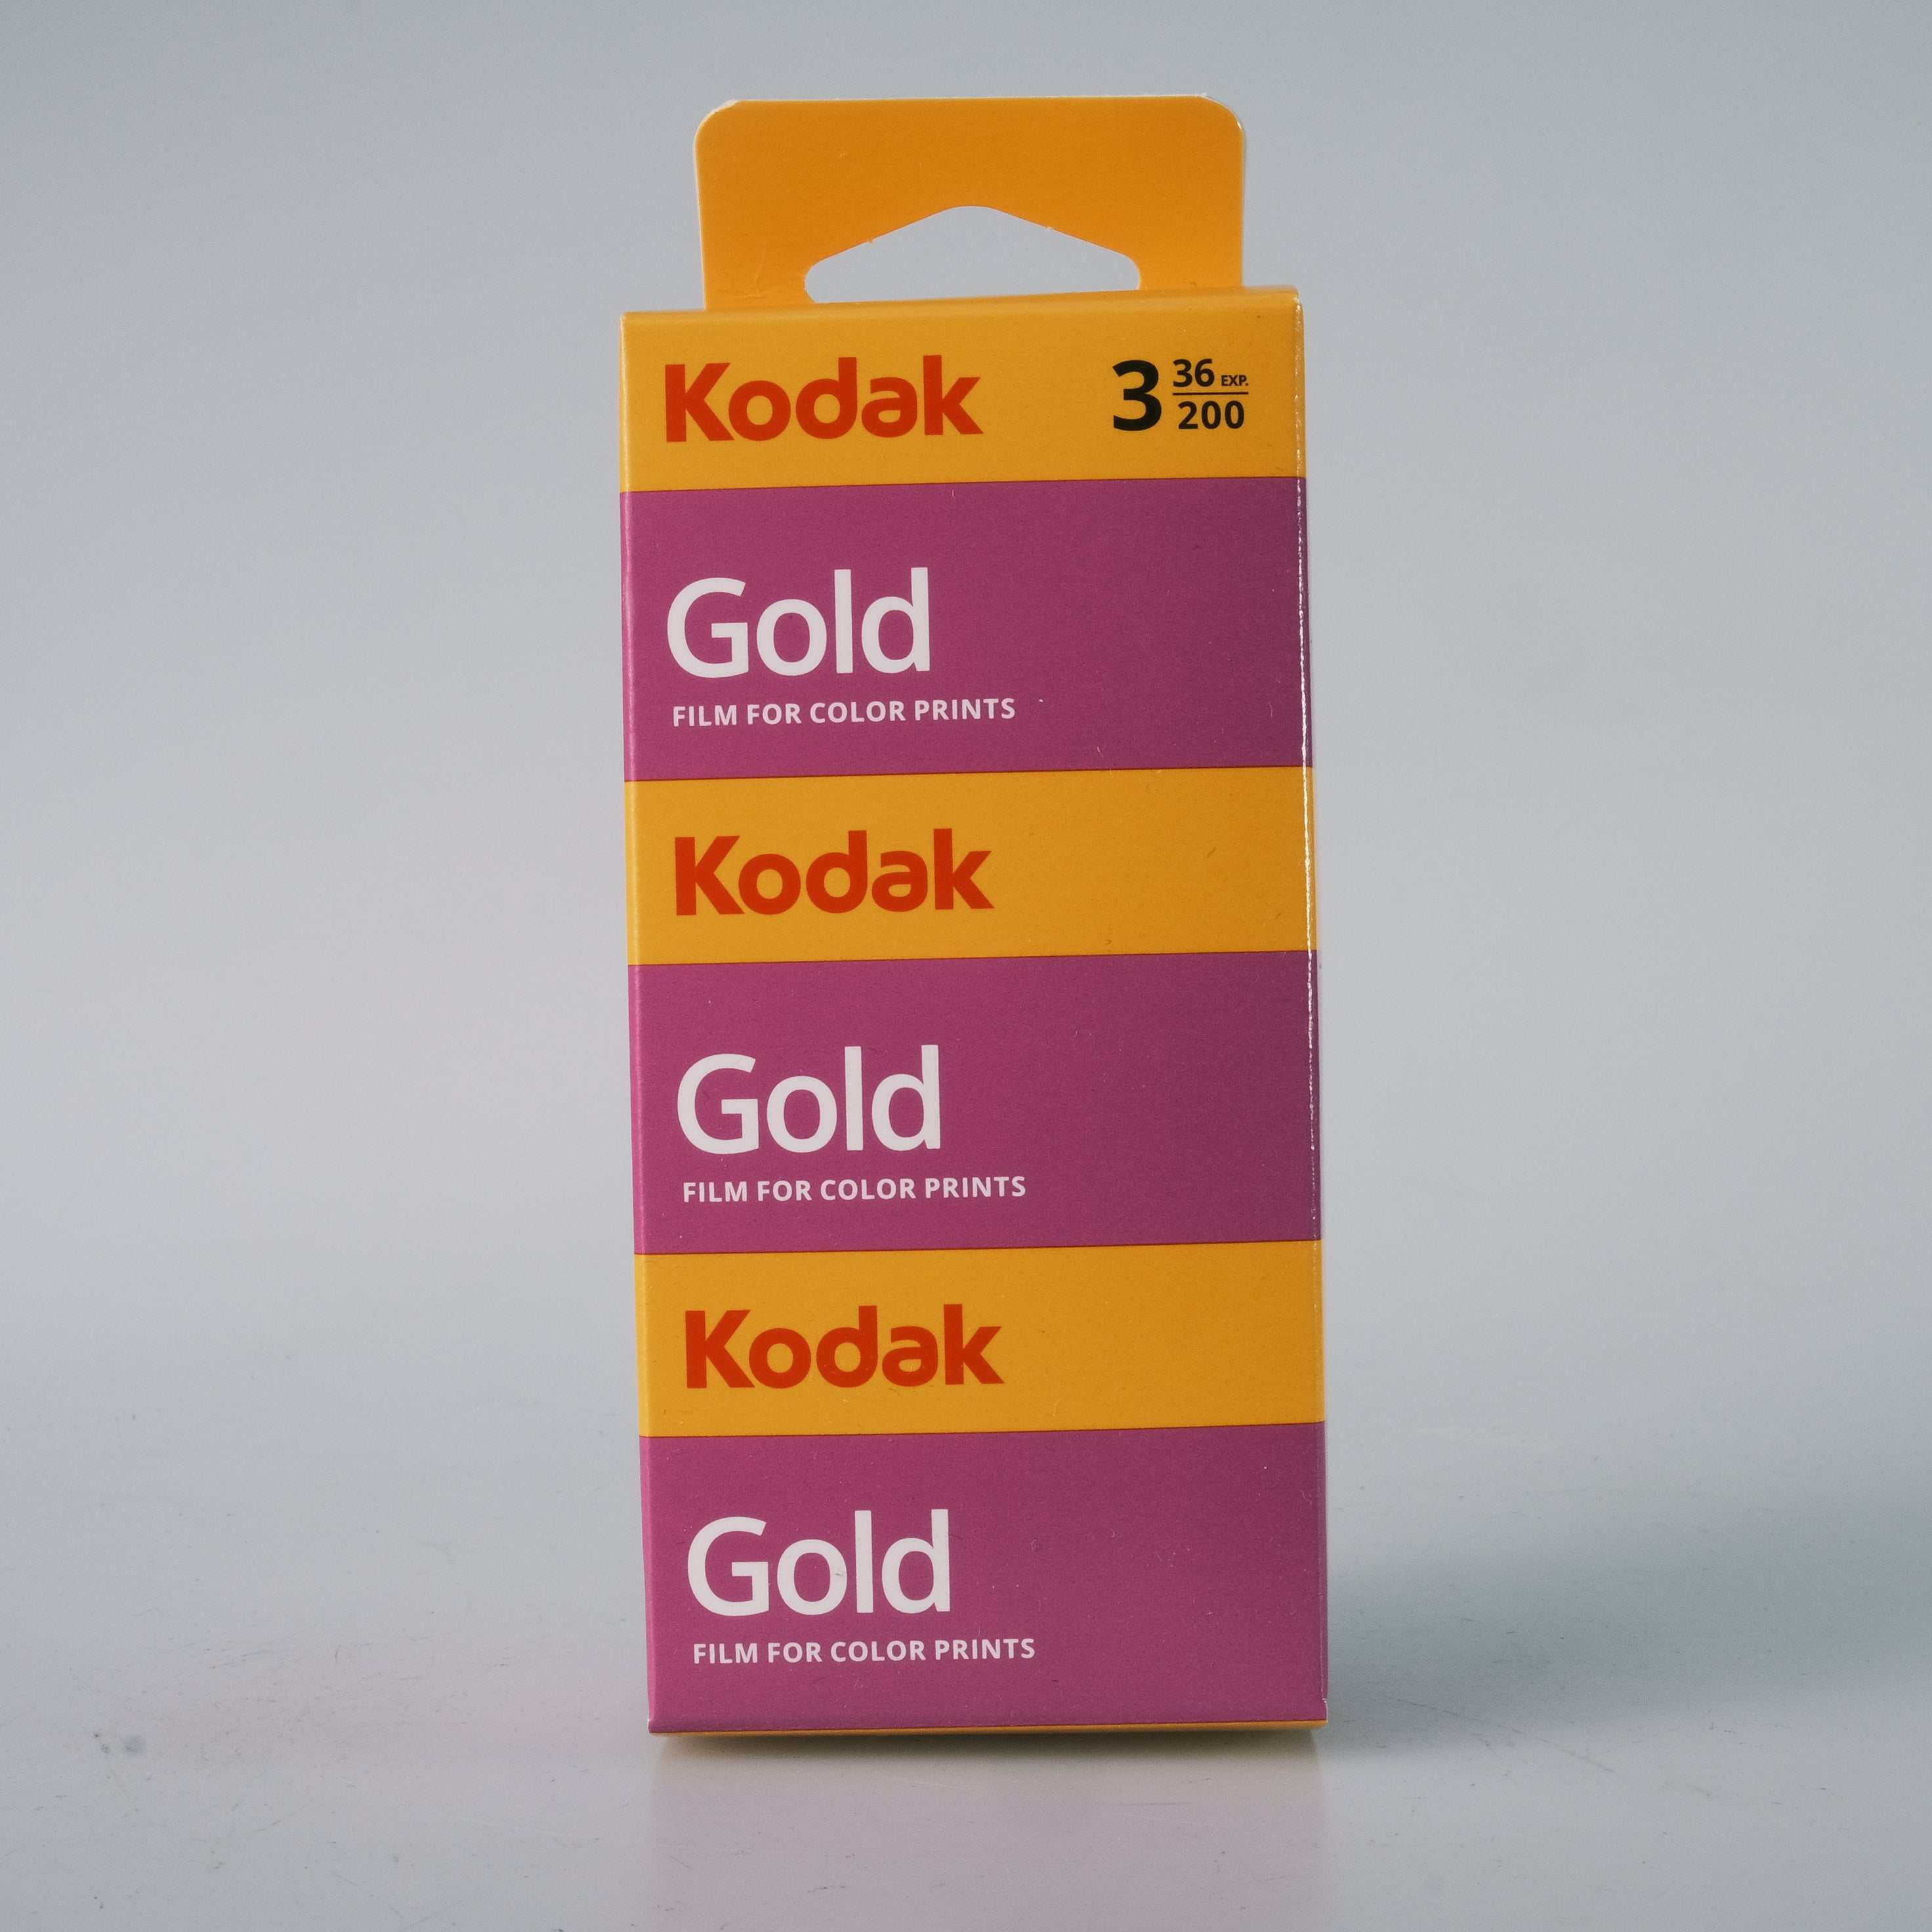 Kodak 3 36 EXP.
200
Gold
FILM FOR COLOR PRINTS
Kodak
Gold
FILM FOR COLOR PRINTS
Kodak
Gold
FILM FOR COLOR PRINTS